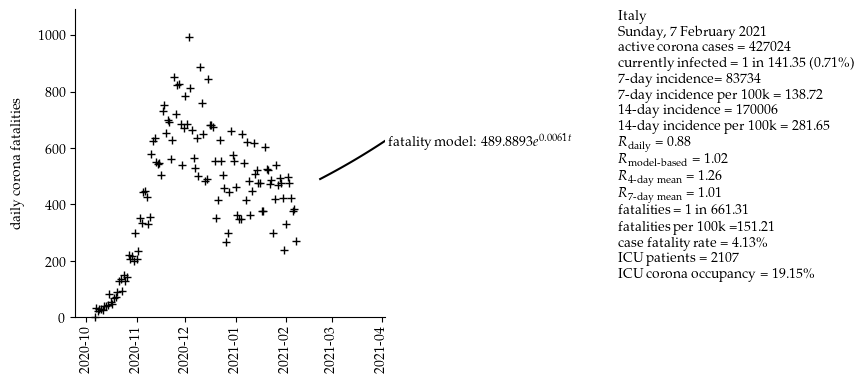 daily corona fatalities
1000
800
600
400
200
0
2020-10
2020-11
2020-12
2021-01
2021-02
2021-03
2021-04
fatality model: 489.8893e^0.0061t
Italy
Sunday, 7 February 2021
active corona cases = 427024
currently infected = 1 in 141.35 (0.71%)
7-day incidence= 83734
7-day incidence per 100k = 138.72
14-day incidence = 170006
14-day incidence per 100k = 281.65
R_daily = 0.88
R_model-based = 1.02
R_4-day mean = 1.26
R_7-day mean = 1.01
fatalities = 1 in 661.31
fatalities per 100k =151.21
case fatality rate = 4.13%
ICU patients = 2107
ICU corona occupancy = 19.15%